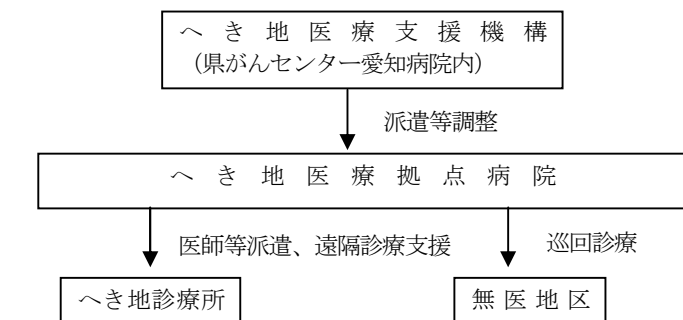 へき地医療支援機構
（県がんセンター愛知病院内）
派遣等調整
へき地医療拠点病院
医師等派遣、遠隔診療支援
巡回診療
へき地診療所
無医地区